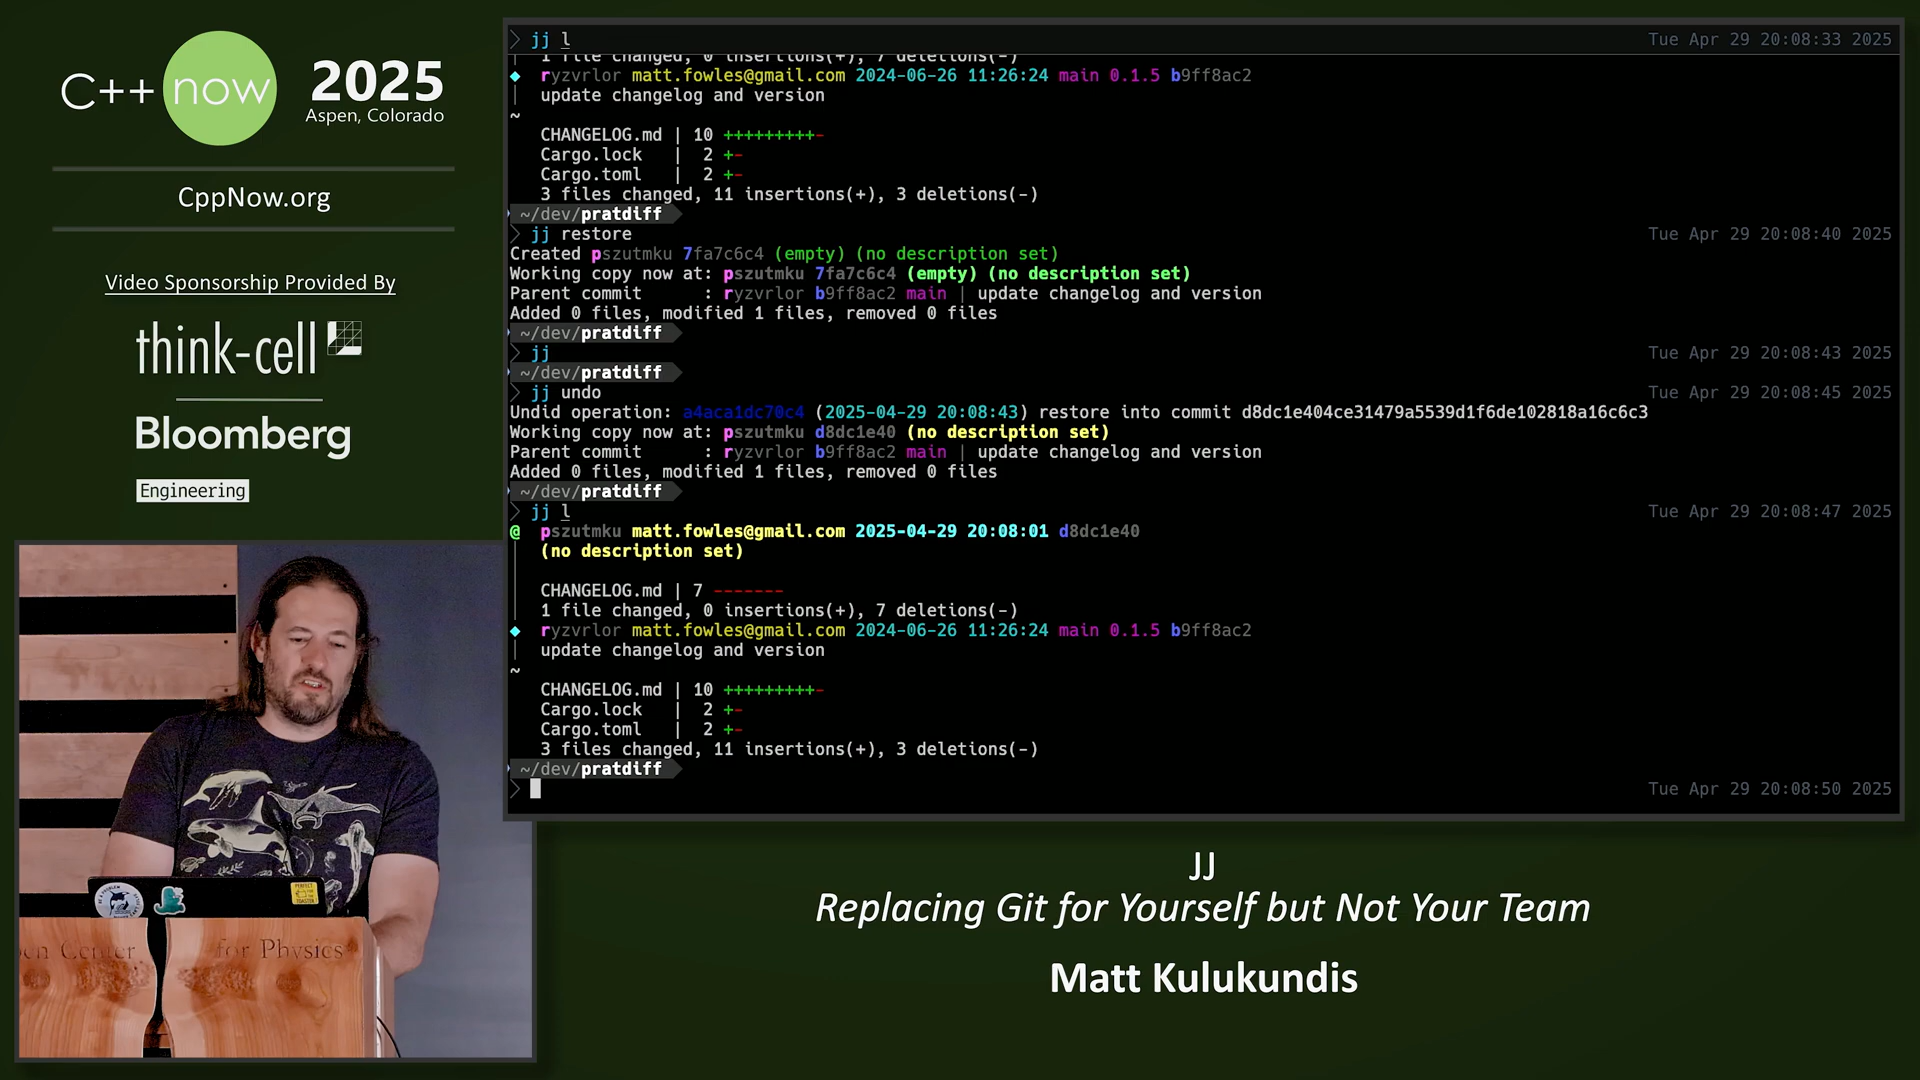 C++ now
2025
Aspen, Colorado
CppNow.org
Video Sponsorship Provided By
think-cell
Bloomberg
Engineering
jj l Tue Apr 29 20:08:33 2025
1 file changed, 0 insertions(+), 7 deletions(-)
◆ ryzvrlor matt.fowles@gmail.com 2024-06-26 11:26:24 main 0.1.5 b9ff8ac2
│ update changelog and version
~
CHANGELOG.md | 10 +++++++++-
Cargo.lock | 2 +-
Cargo.toml | 2 +-
3 files changed, 11 insertions(+), 3 deletions(-)
~/dev/pratdiff
jj restore Tue Apr 29 20:08:40 2025
Created pszutmku 7fa7c6c4 (empty) (no description set)
Working copy now at: pszutmku 7fa7c6c4 (empty) (no description set)
Parent commit : ryzvrlor b9ff8ac2 main | update changelog and version
Added 0 files, modified 1 files, removed 0 files
~/dev/pratdiff
jj Tue Apr 29 20:08:43 2025
~/dev/pratdiff
jj undo Tue Apr 29 20:08:45 2025
Undid operation: a4aca1dc70c4 (2025-04-29 20:08:43) restore into commit d8dc1e404ce31479a5539d1f6de102818a16c6c3
Working copy now at: pszutmku d8dc1e40 (no description set)
Parent commit : ryzvrlor b9ff8ac2 main | update changelog and version
Added 0 files, modified 1 files, removed 0 files
~/dev/pratdiff
jj l Tue Apr 29 20:08:47 2025
@ pszutmku matt.fowles@gmail.com 2025-04-29 20:08:01 d8dc1e40
│ (no description set)
CHANGELOG.md | 7 -------
1 file changed, 0 insertions(+), 7 deletions(-)
◆ ryzvrlor matt.fowles@gmail.com 2024-06-26 11:26:24 main 0.1.5 b9ff8ac2
│ update changelog and version
~
CHANGELOG.md | 10 +++++++++-
Cargo.lock | 2 +-
Cargo.toml | 2 +-
3 files changed, 11 insertions(+), 3 deletions(-)
~/dev/pratdiff
Tue Apr 29 20:08:50 2025
en Center for Physics
JJ
Replacing Git for Yourself but Not Your Team
Matt Kulukundis